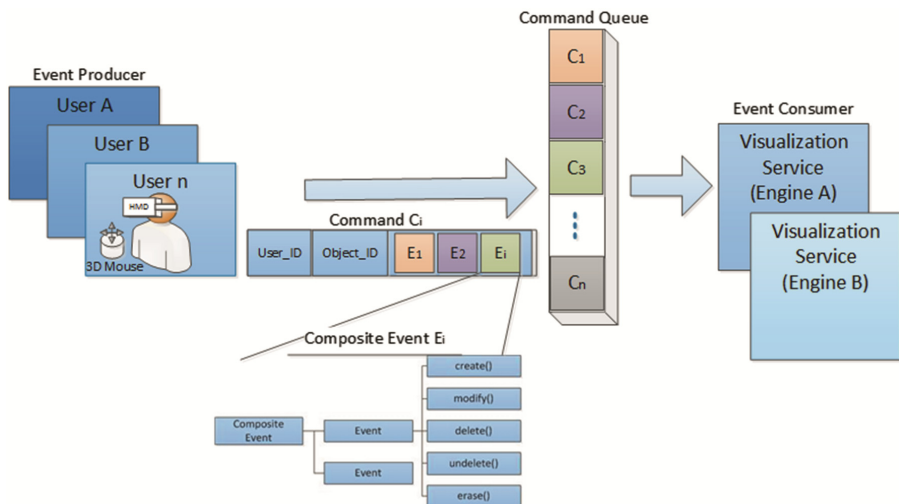 Command Queue
Event Producer
User A
User B
User n
HMD
3D Mouse
Command Ci
User_ID
Object_ID
E1
E2
Ei
C1
C2
C3
Cn
Event Consumer
Visualization
Service
(Engine A)
Visualization
Service
(Engine B)
Composite Event Ei
Composite
Event
Event
Event
create()
modify()
delete()
undelete()
erase()